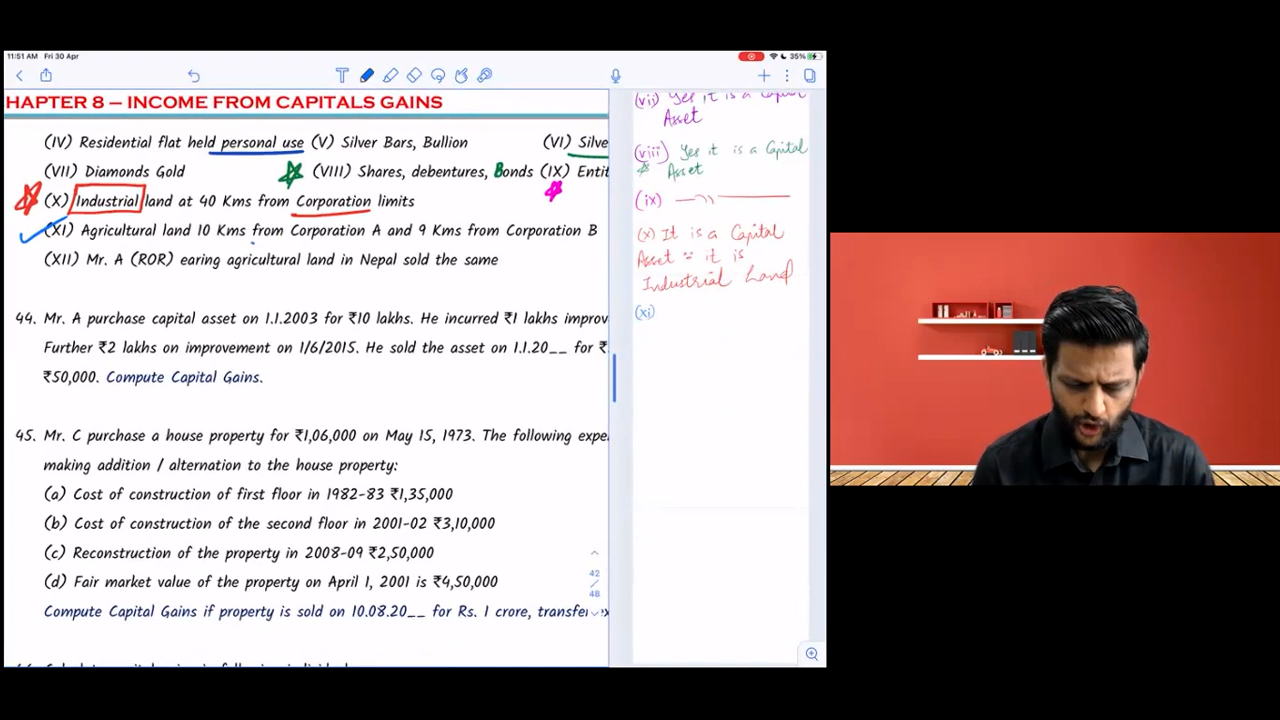 11:51 AM Fri 30 Apr
35%
HAPTER 8 – INCOME FROM CAPITALS GAINS
(IV) Residential flat held personal use (V) Silver Bars, Bullion (VI) Silve
(VII) Diamonds Gold (VIII) Shares, debentures, Bonds (IX) Enti
(X) Industrial land at 40 Kms from Corporation limits
(XI) Agricultural land 10 Kms from Corporation A and 9 Kms from Corporation B
(XII) Mr. A (ROR) earing agricultural land in Nepal sold the same
44. Mr. A purchase capital asset on 1.1.2003 for ₹10 lakhs. He incurred ₹1 lakhs improv
Further ₹2 lakhs on improvement on 1/6/2015. He sold the asset on 1.1.20__ for ₹
₹50,000. Compute Capital Gains.
45. Mr. C purchase a house property for ₹1,06,000 on May 15, 1973. The following expe
making addition / alternation to the house property:
(a) Cost of construction of first floor in 1982-83 ₹1,35,000
(b) Cost of construction of the second floor in 2001-02 ₹3,10,000
(c) Reconstruction of the property in 2008-09 ₹2,50,000
(d) Fair market value of the property on April 1, 2001 is ₹4,50,000
Compute Capital Gains if property is sold on 10.08.20__ for Rs. 1 crore, transfer
42
/
48
(vii) Yes it is a Capital
Asset
(viii) Yes it is a Capital
Asset
(ix)
(x) It is a Capital
Asset ∵ it is
Industrial Land
(xi)